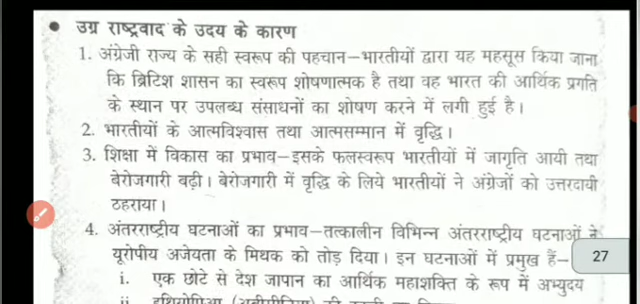 ● उग्र राष्ट्रवाद के उदय के कारण
1. अंग्रेजी राज्य के सही स्वरूप की पहचान–भारतीयों द्वारा यह महसूस किया जाना
कि ब्रिटिश शासन का स्वरूप शोषणात्मक है तथा वह भारत की आर्थिक प्रगति
के स्थान पर उपलब्ध संसाधनों का शोषण करने में लगी हुई है।
2. भारतीयों के आत्मविश्वास तथा आत्मसम्मान में वृद्धि।
3. शिक्षा में विकास का प्रभाव–इसके फलस्वरूप भारतीयों में जागृति आयी तथा
बेरोजगारी बढ़ी। बेरोजगारी में वृद्धि के लिये भारतीयों ने अंग्रेजों को उत्तरदायी
ठहराया।
4. अंतरराष्ट्रीय घटनाओं का प्रभाव–तत्कालीन विभिन्न अंतरराष्ट्रीय घटनाओं ने
यूरोपीय अजेयता के मिथक को तोड़ दिया। इन घटनाओं में प्रमुख हैं–
27
i. एक छोटे से देश जापान का आर्थिक महाशक्ति के रूप में अभ्युदय
ii. इथियोपिया (अबीसीनिया) की